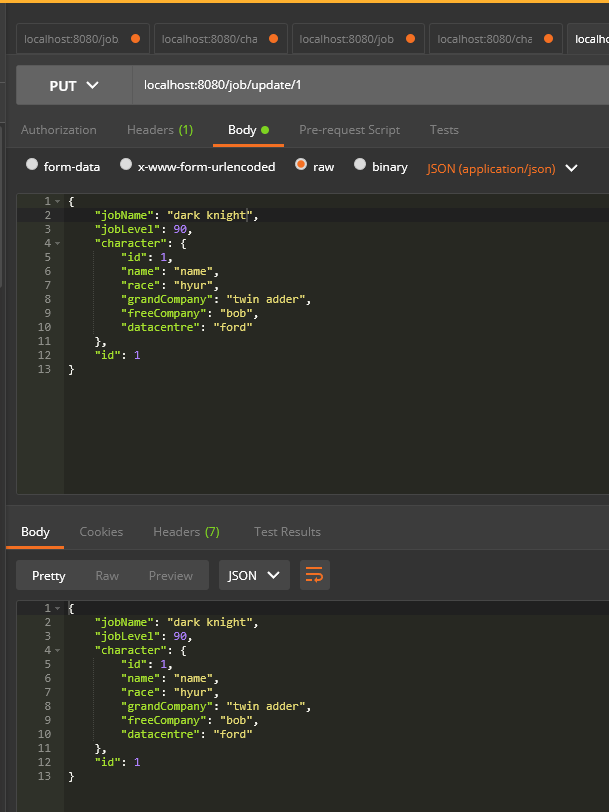 localhost:8080/job localhost:8080/cha localhost:8080/job localhost:8080/cha localho
PUT localhost:8080/job/update/1
Authorization Headers (1) Body Pre-request Script Tests
form-data x-www-form-urlencoded raw binary JSON (application/json)
1 {
2 "jobName": "dark knight",
3 "jobLevel": 90,
4 "character": {
5 "id": 1,
6 "name": "name",
7 "race": "hyur",
8 "grandCompany": "twin adder",
9 "freeCompany": "bob",
10 "datacentre": "ford"
11 },
12 "id": 1
13 }
Body Cookies Headers (7) Test Results
Pretty Raw Preview JSON
1 {
2 "jobName": "dark knight",
3 "jobLevel": 90,
4 "character": {
5 "id": 1,
6 "name": "name",
7 "race": "hyur",
8 "grandCompany": "twin adder",
9 "freeCompany": "bob",
10 "datacentre": "ford"
11 },
12 "id": 1
13 }